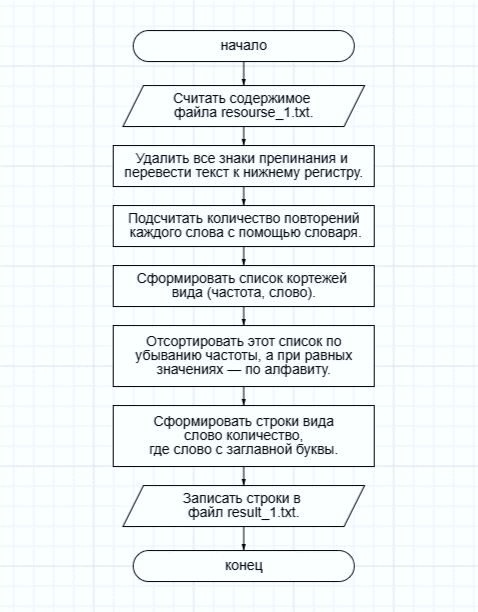 начало
Считать содержимое
файла resourse_1.txt.
Удалить все знаки препинания и
перевести текст к нижнему регистру.
Подсчитать количество повторений
каждого слова с помощью словаря.
Сформировать список кортежей
вида (частота, слово).
Отсортировать этот список по
убыванию частоты, а при равных
значениях — по алфавиту.
Сформировать строки вида
слово количество,
где слово с заглавной буквы.
Записать строки в
файл result_1.txt.
конец